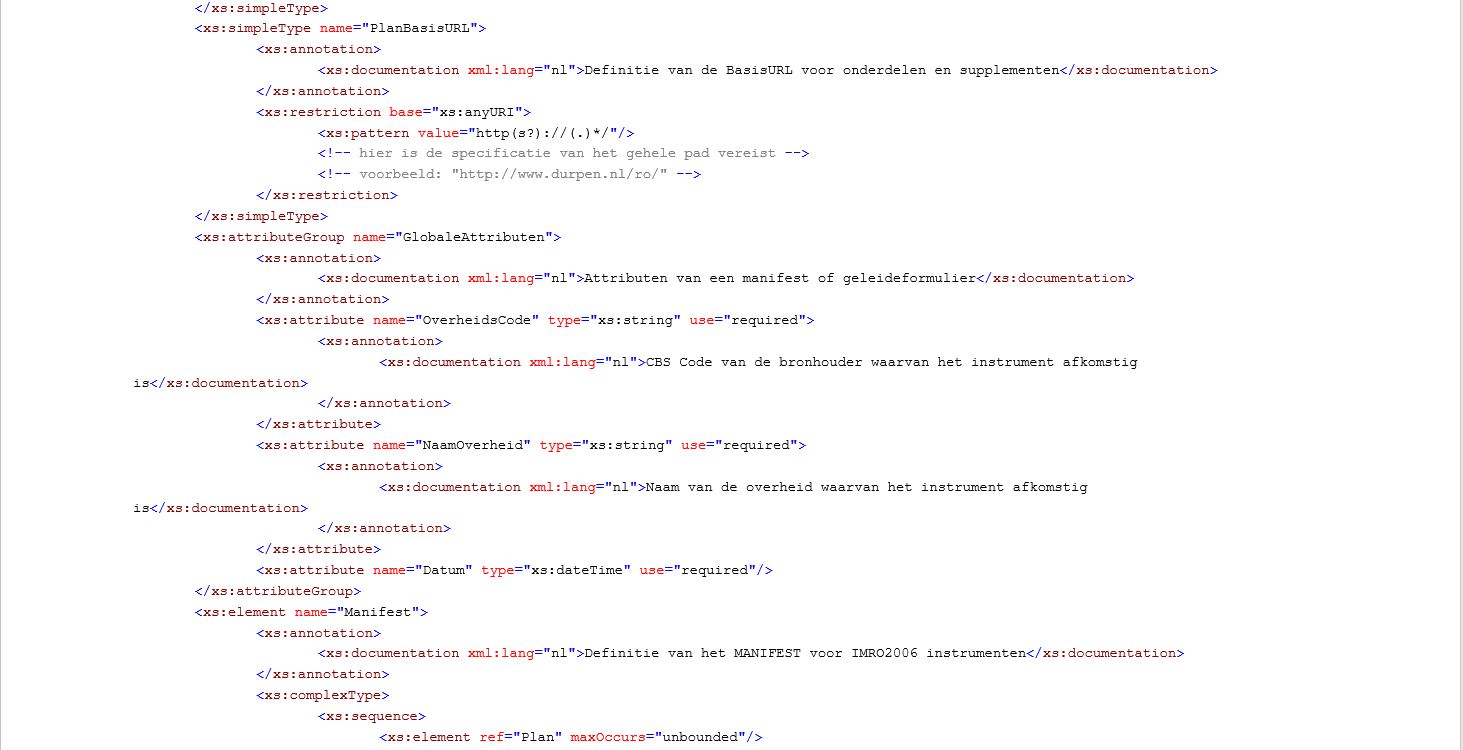 </xs:simpleType>
<xs:simpleType name="PlanBasisURL">
<xs:annotation>
<xs:documentation xml:lang="nl">Definitie van de BasisURL voor onderdelen en supplementen</xs:documentation>
</xs:annotation>
<xs:restriction base="xs:anyURI">
<xs:pattern value="http(s?)://(.)*/"/>
<!-- hier is de specificatie van het gehele pad vereist -->
<!-- voorbeeld: "http://www.durpen.nl/ro/" -->
</xs:restriction>
</xs:simpleType>
<xs:attributeGroup name="GlobaleAttributen">
<xs:annotation>
<xs:documentation xml:lang="nl">Attributen van een manifest of geleideformulier</xs:documentation>
</xs:annotation>
<xs:attribute name="OverheidsCode" type="xs:string" use="required">
<xs:annotation>
<xs:documentation xml:lang="nl">CBS Code van de bronhouder waarvan het instrument afkomstig
is</xs:documentation>
</xs:annotation>
</xs:attribute>
<xs:attribute name="NaamOverheid" type="xs:string" use="required">
<xs:annotation>
<xs:documentation xml:lang="nl">Naam van de overheid waarvan het instrument afkomstig
is</xs:documentation>
</xs:annotation>
</xs:attribute>
<xs:attribute name="Datum" type="xs:dateTime" use="required"/>
</xs:attributeGroup>
<xs:element name="Manifest">
<xs:annotation>
<xs:documentation xml:lang="nl">Definitie van het MANIFEST voor IMRO2006 instrumenten</xs:documentation>
</xs:annotation>
<xs:complexType>
<xs:sequence>
<xs:element ref="Plan" maxOccurs="unbounded"/>